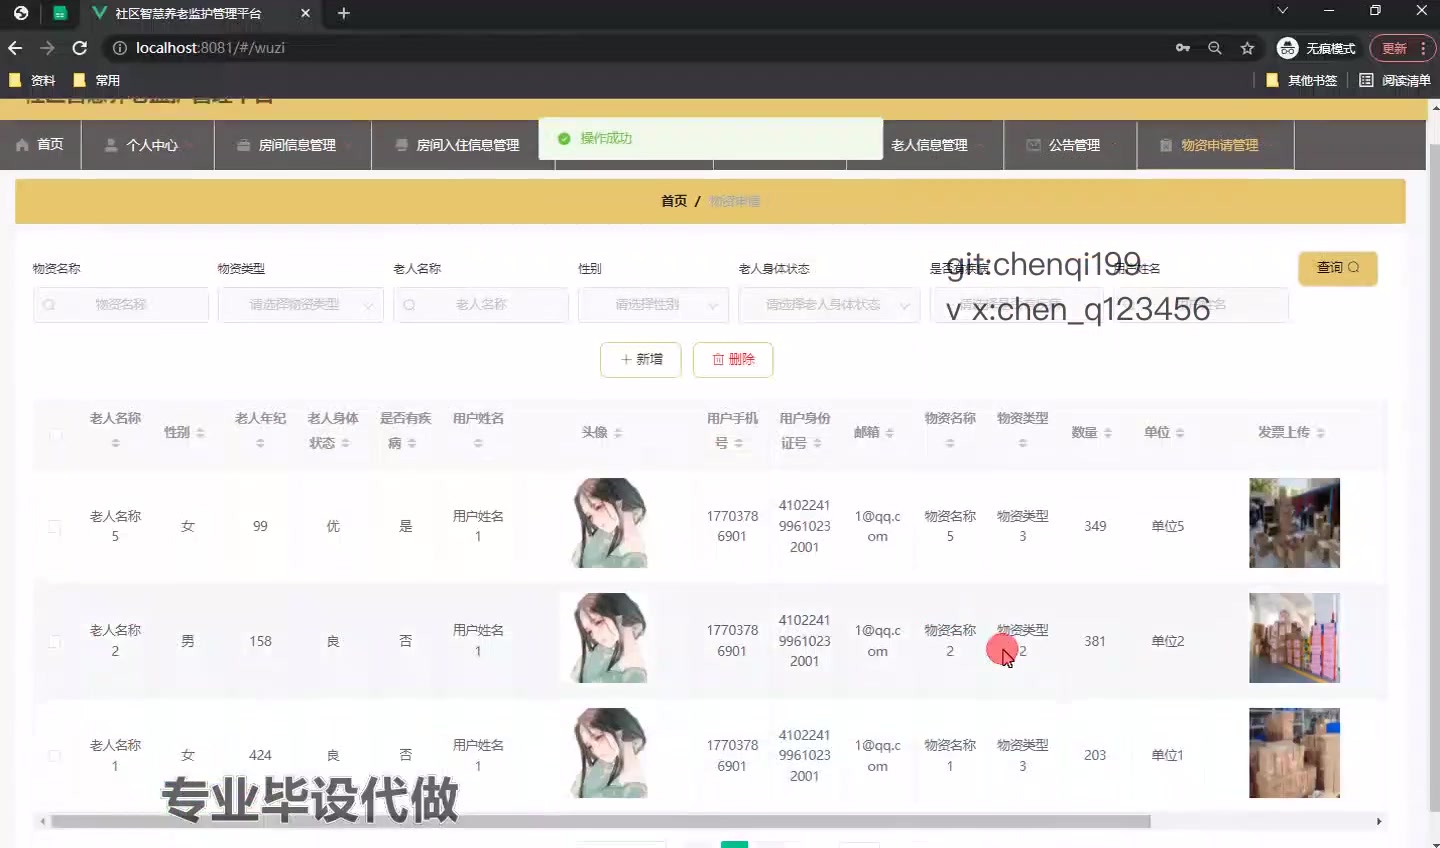 社区智慧养老监护管理平台
localhost:8081/#/wuzi
无痕模式
更新
资料
常用
其他书签
阅读清单
社区智慧养老监护管理平台
首页
个人中心
房间信息管理
房间入住信息管理
操作成功
老人信息管理
公告管理
物资申请管理
首页 / 物资申请
物资名称
物资类型
老人名称
性别
老人身体状态
用户姓名
git:chenqi199
查询
物资名称
请选择物资类型
老人名称
请选择性别
请选择老人身体状态
v x:chen_q123456
新增
删除
老人名称 性别 老人年纪 老人身体状态 是否有疾病 用户姓名 头像 用户手机号 用户身份证号 邮箱 物资名称 物资类型 数量 单位 发票上传
老人名称5 女 99 优 是 用户姓名1 17703786901 410224199610232001 1@qq.com 物资名称5 物资类型3 349 单位5
老人名称2 男 158 良 否 用户姓名1 17703786901 410224199610232001 1@qq.com 物资名称2 物资类型2 381 单位2
老人名称1 女 424 良 否 用户姓名1 17703786901 410224199610232001 1@qq.com 物资名称1 物资类型3 203 单位1
专业毕设代做